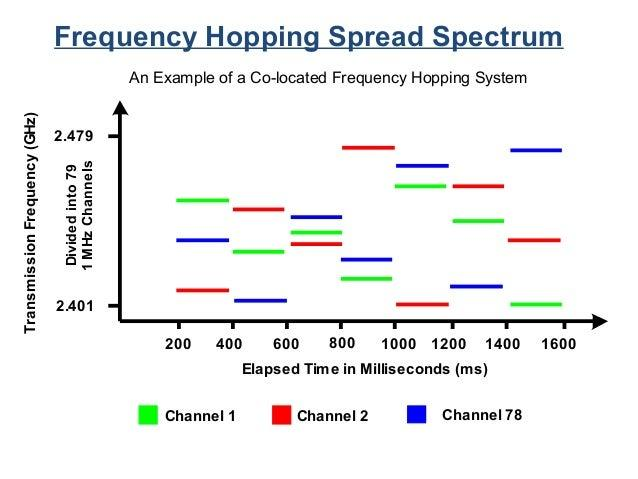 Frequency Hopping Spread Spectrum
An Example of a Co-located Frequency Hopping System
Transmission Frequency (GHz)
Divided into 79
1 MHz Channels
2.479
2.401
200 400 600 800 1000 1200 1400 1600
Elapsed Time in Milliseconds (ms)
Channel 1 Channel 2 Channel 78